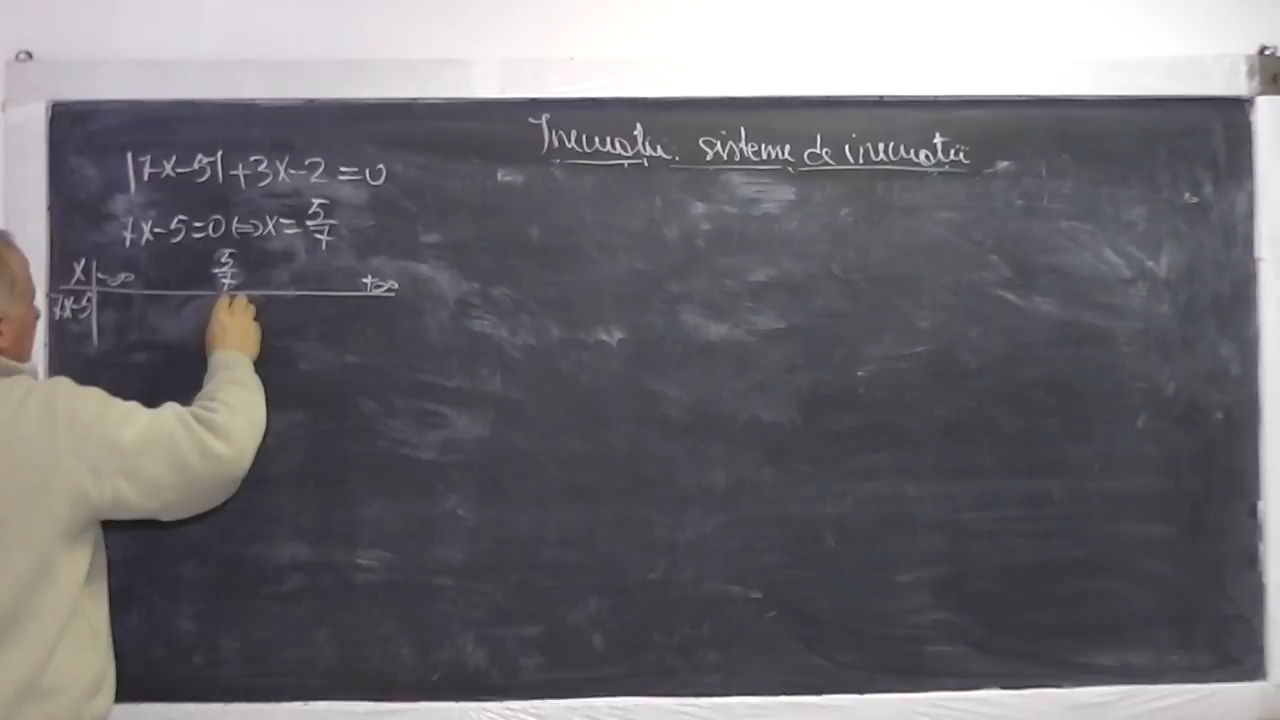 Inecuații. sisteme de inecuații
|7x-5|+3x-2=0
7x-5=0⇔x=5/7
x -∞ 5/7 +∞
7x-5